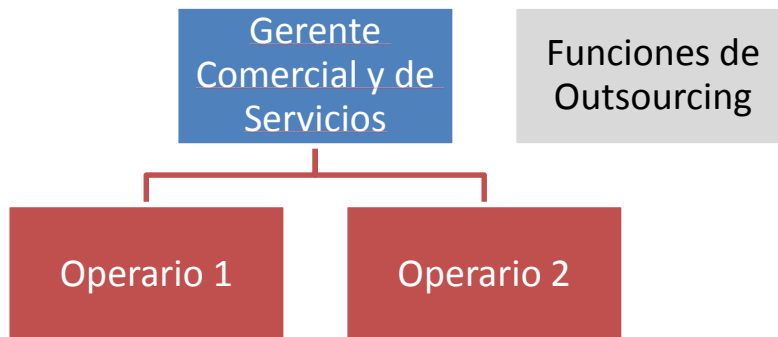 Gerente
Comercial y de
Servicios
Funciones de
Outsourcing
Operario 1
Operario 2